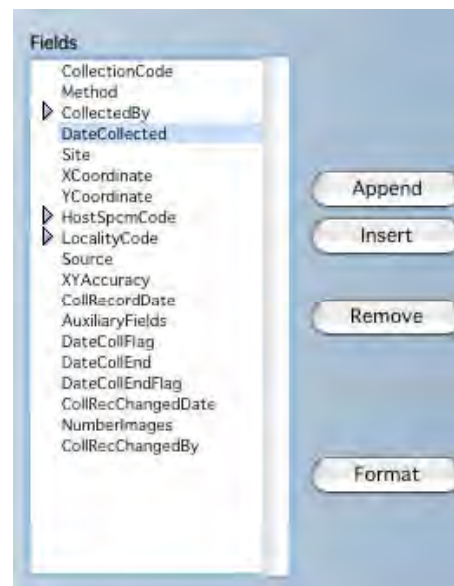 Fields
CollectionCode
Method
CollectedBy
DateCollected
Site
XCoordinate
YCoordinate
HostSpcmCode
LocalityCode
Source
XYAccuracy
CollRecordDate
AuxiliaryFields
DateCollFlag
DateCollEnd
DateCollEndFlag
CollRecChangedDate
NumberImages
CollRecChangedBy
Append
Insert
Remove
Format